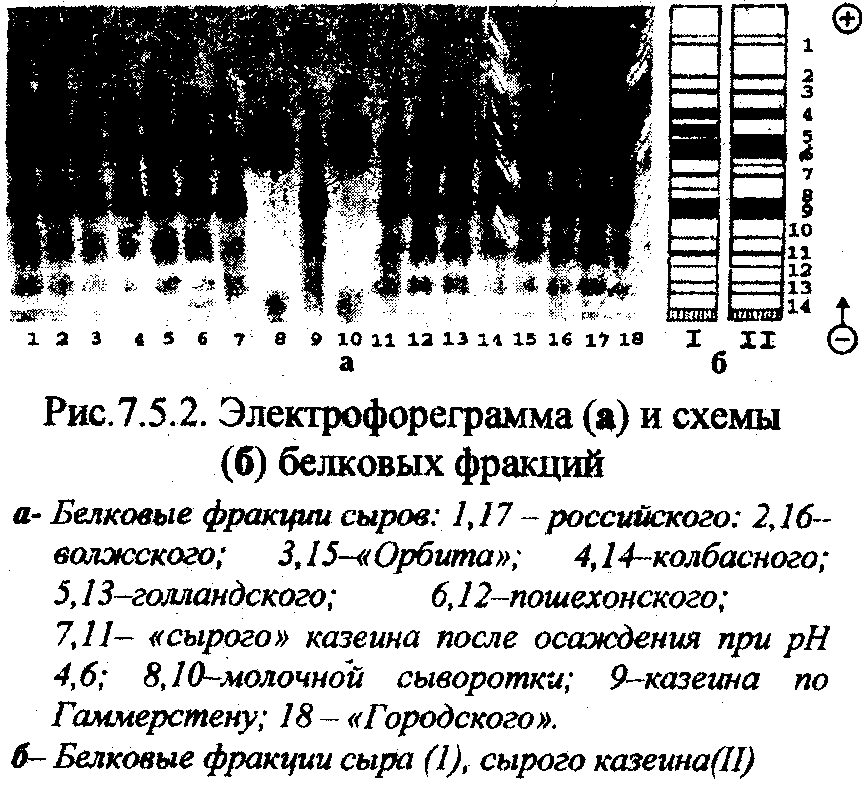 +
1
2
3
4
5
6
7
8
9
10
11
12
13
14
−
1 2 3 4 5 6 7 8 9 10 11 12 13 14 15 16 17 18
I II
а б
Рис.7.5.2. Электрофореграмма (а) и схемы
(б) белковых фракций
а- Белковые фракции сыров: 1,17 – российского: 2,16--
волжского; 3,15–«Орбита»; 4,14–колбасного;
5,13–голландского; 6,12–пошехонского;
7,11– «сырого» казеина после осаждения при pH
4,6; 8,10–молочной сыворотки; 9–казеина по
Гаммерстену; 18 – «Городского».
б– Белковые фракции сыра (1), сырого казеина(II)